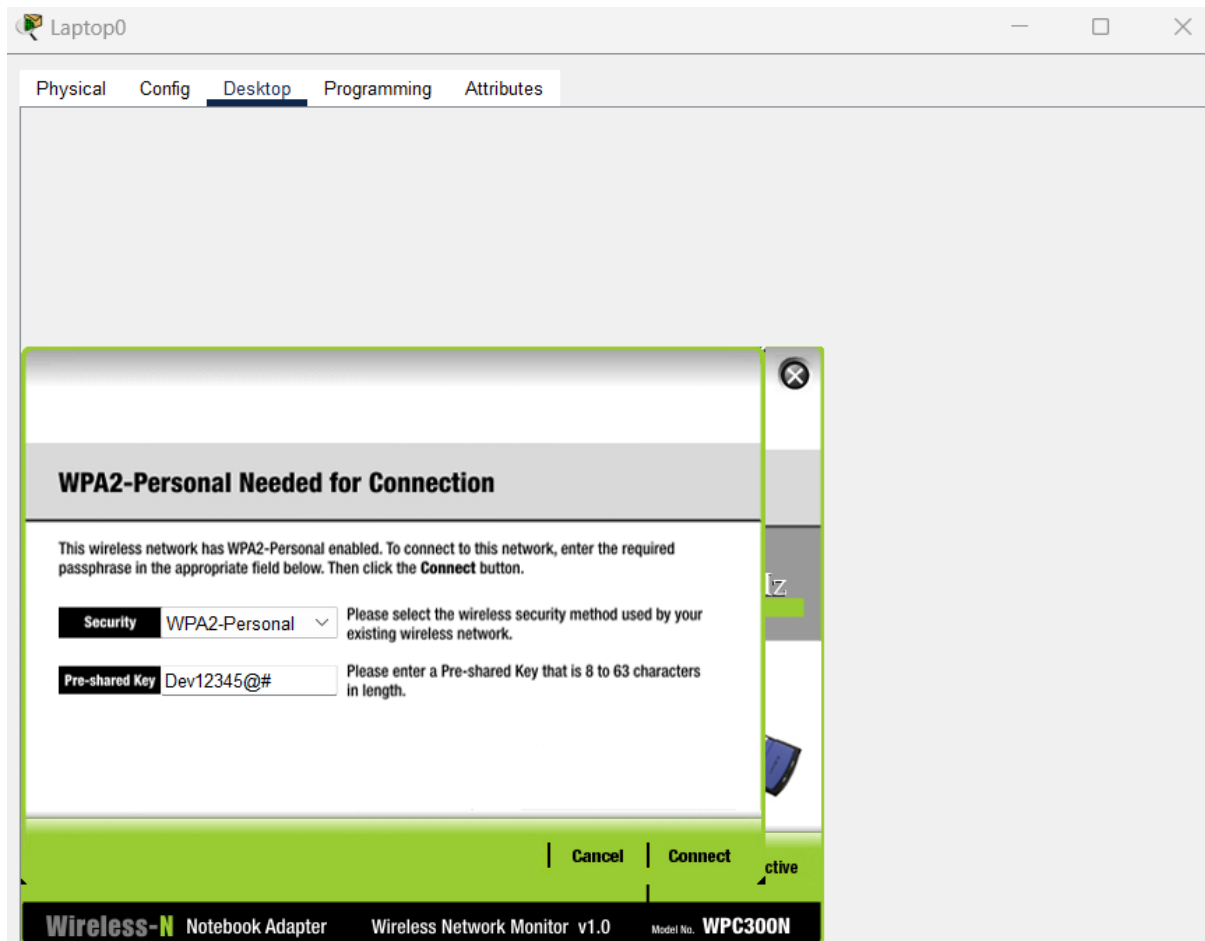 Laptop0
Physical Config Desktop Programming Attributes
WPA2-Personal Needed for Connection
This wireless network has WPA2-Personal enabled. To connect to this network, enter the required
passphrase in the appropriate field below. Then click the Connect button.
Security WPA2-Personal Please select the wireless security method used by your
existing wireless network.
Pre-shared Key Dev12345@# Please enter a Pre-shared Key that is 8 to 63 characters
in length.
Cancel Connect
Wireless-N Notebook Adapter Wireless Network Monitor v1.0 Model No. WPC300N